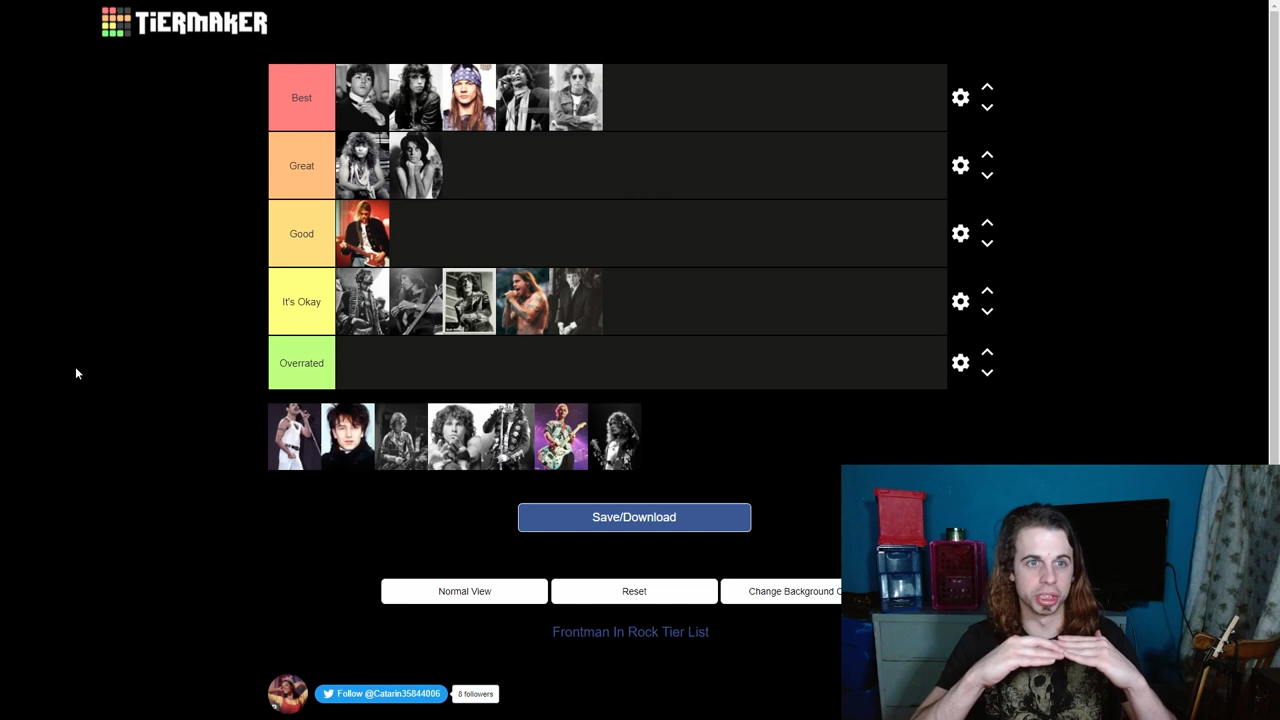 TiERMAKER
Best
Great
Good
It's Okay
Overrated
Save/Download
Normal View
Reset
Change Background C
Frontman In Rock Tier List
Follow @Catarin35844006
8 followers